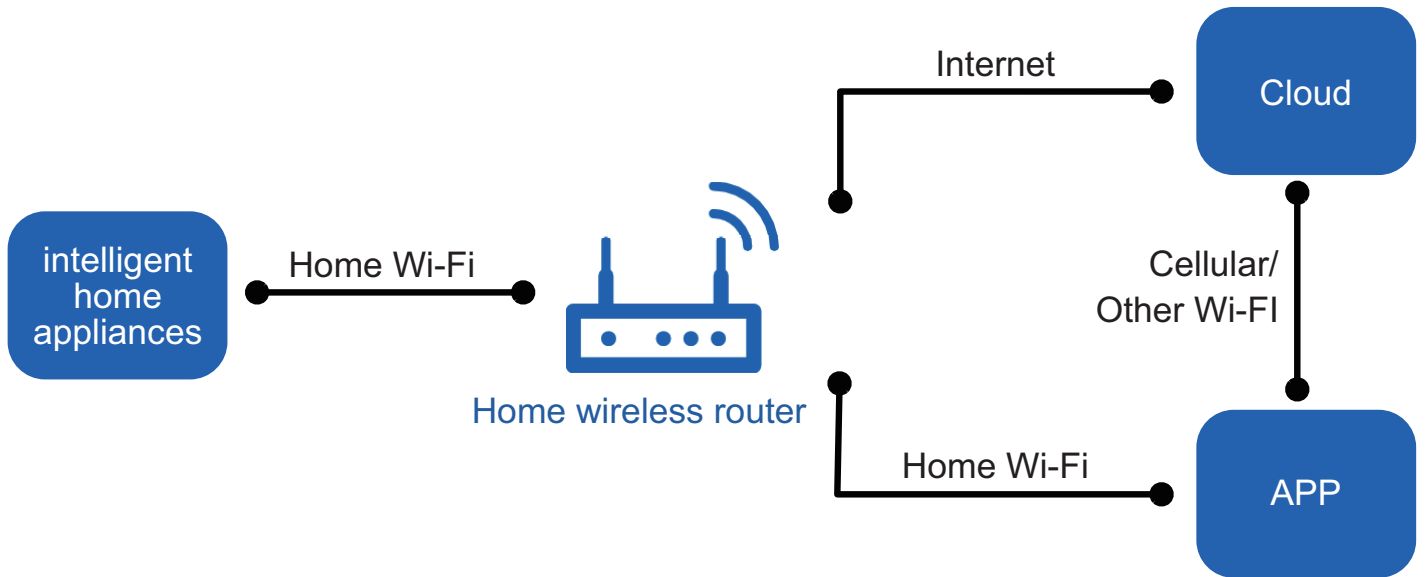 Internet
Cloud
intelligent
home
appliances
Home Wi-Fi
Cellular/
Other Wi-FI
Home wireless router
Home Wi-Fi
APP